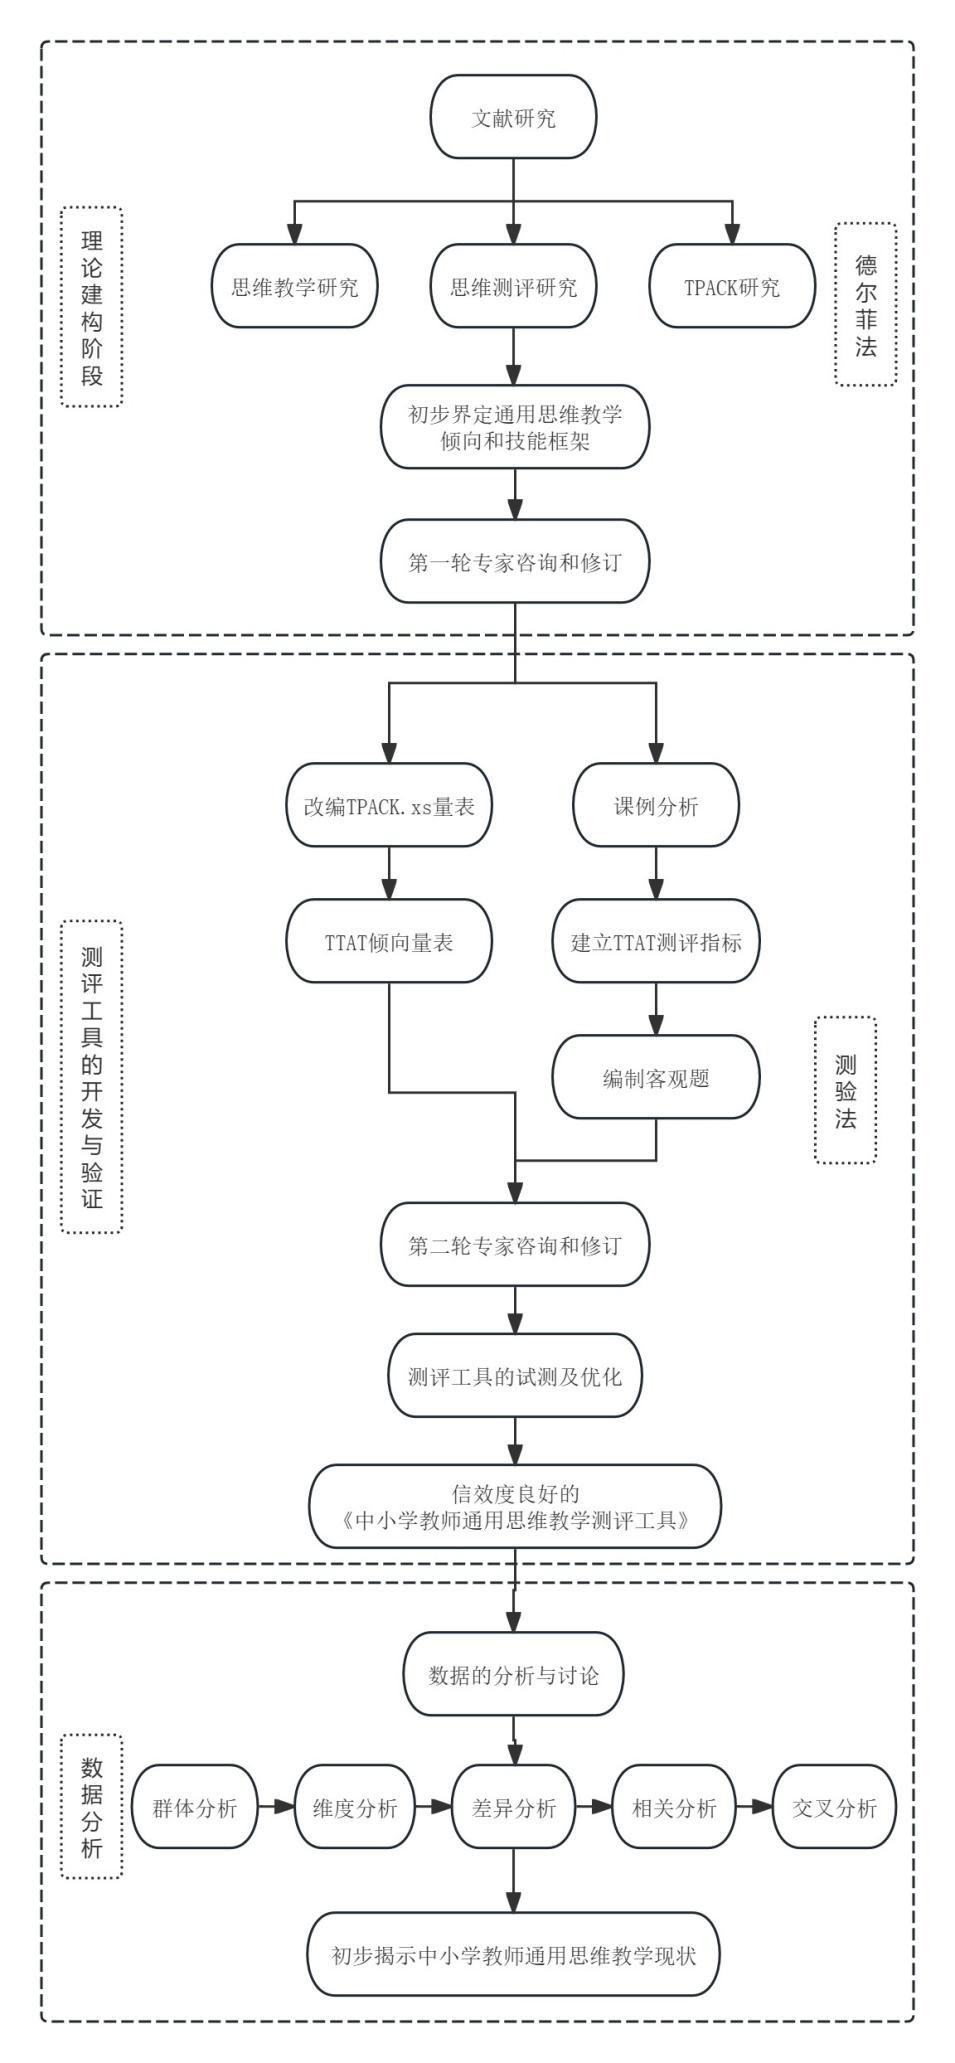 文献研究
理论建构阶段
德尔菲法
思维教学研究
思维测评研究
TPACK研究
初步界定通用思维教学
倾向和技能框架
第一轮专家咨询和修订
改编TPACK.xs量表
课例分析
测评工具的开发与验证
TTAT倾向量表
建立TTAT测评指标
编制客观题
测验法
第二轮专家咨询和修订
测评工具的试测及优化
信效度良好的
《中小学教师通用思维教学测评工具》
数据的分析与讨论
数据分析
群体分析
维度分析
差异分析
相关分析
交叉分析
初步揭示中小学教师通用思维教学现状